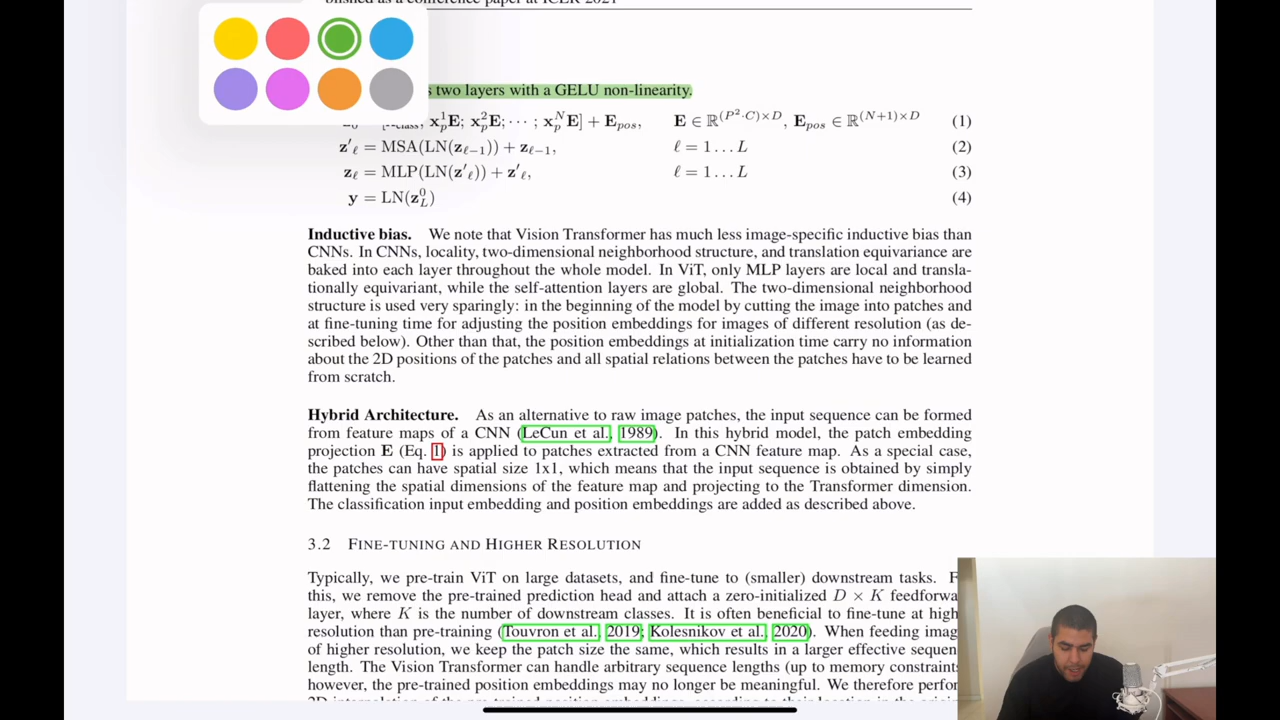 blished as a conference paper at ICLR 2021
s two layers with a GELU non-linearity.
x_p^1 E; x_p^2 E; ··· ; x_p^N E] + E_pos, E ∈ R^(P²·C)×D, E_pos ∈ R^(N+1)×D (1)
z′_ℓ = MSA(LN(z_ℓ−1)) + z_ℓ−1, ℓ = 1...L (2)
z_ℓ = MLP(LN(z′_ℓ)) + z′_ℓ, ℓ = 1...L (3)
y = LN(z_L^0) (4)
Inductive bias. We note that Vision Transformer has much less image-specific inductive bias than
CNNs. In CNNs, locality, two-dimensional neighborhood structure, and translation equivariance are
baked into each layer throughout the whole model. In ViT, only MLP layers are local and transla-
tionally equivariant, while the self-attention layers are global. The two-dimensional neighborhood
structure is used very sparingly: in the beginning of the model by cutting the image into patches and
at fine-tuning time for adjusting the position embeddings for images of different resolution (as de-
scribed below). Other than that, the position embeddings at initialization time carry no information
about the 2D positions of the patches and all spatial relations between the patches have to be learned
from scratch.
Hybrid Architecture. As an alternative to raw image patches, the input sequence can be formed
from feature maps of a CNN (LeCun et al., 1989). In this hybrid model, the patch embedding
projection E (Eq. 1) is applied to patches extracted from a CNN feature map. As a special case,
the patches can have spatial size 1x1, which means that the input sequence is obtained by simply
flattening the spatial dimensions of the feature map and projecting to the Transformer dimension.
The classification input embedding and position embeddings are added as described above.
3.2 FINE-TUNING AND HIGHER RESOLUTION
Typically, we pre-train ViT on large datasets, and fine-tune to (smaller) downstream tasks. F
this, we remove the pre-trained prediction head and attach a zero-initialized D × K feedforwa
layer, where K is the number of downstream classes. It is often beneficial to fine-tune at high
resolution than pre-training (Touvron et al., 2019; Kolesnikov et al., 2020). When feeding imag
of higher resolution, we keep the patch size the same, which results in a larger effective sequen
length. The Vision Transformer can handle arbitrary sequence lengths (up to memory constraints
however, the pre-trained position embeddings may no longer be meaningful. We therefore perfor